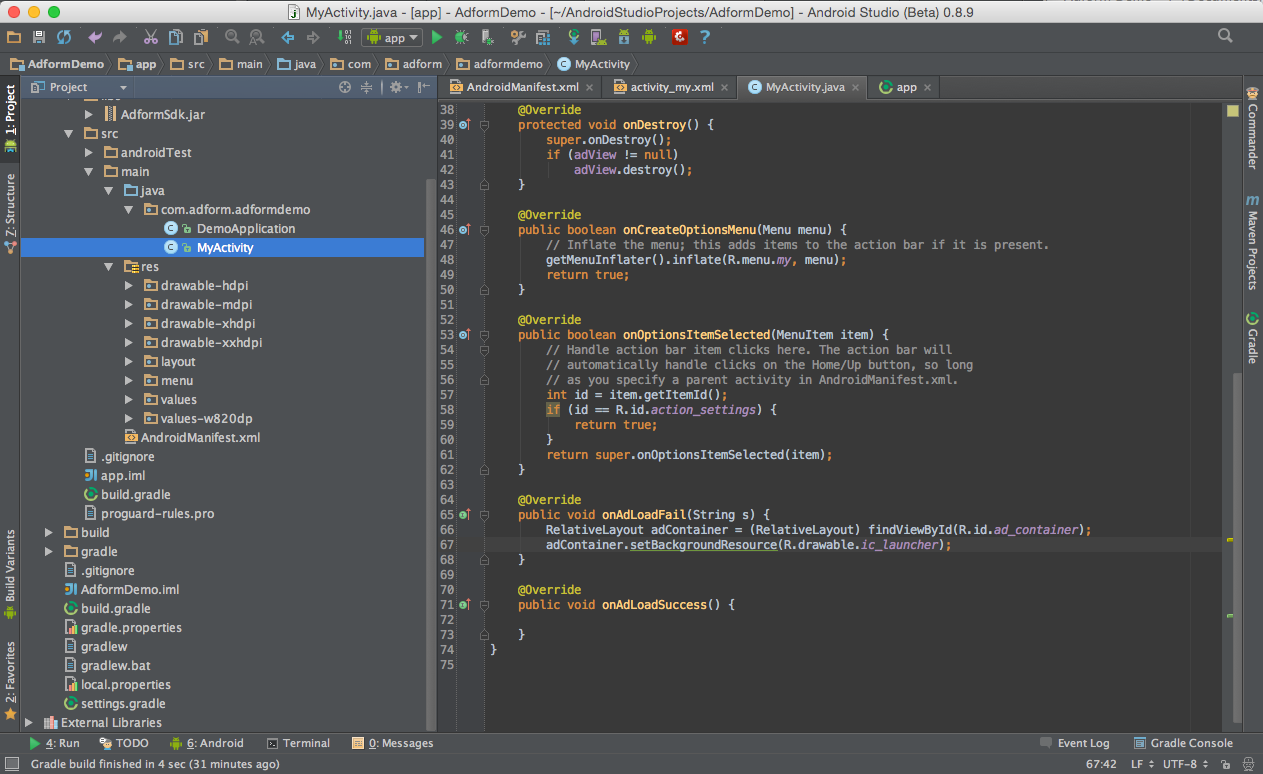 MyActivity.java - [app] - AdformDemo - [~/AndroidStudioProjects/AdformDemo] - Android Studio (Beta) 0.8.9
app
AdformDemo app src main java com adform adformdemo MyActivity
1: Project
Z: Structure
Build Variants
2: Favorites
Project
AdformSdk.jar
src
androidTest
main
java
com.adform.adformdemo
DemoApplication
MyActivity
res
drawable-hdpi
drawable-mdpi
drawable-xhdpi
drawable-xxhdpi
layout
menu
values
values-w820dp
AndroidManifest.xml
.gitignore
app.iml
build.gradle
proguard-rules.pro
build
gradle
.gitignore
AdformDemo.iml
build.gradle
gradle.properties
gradlew
gradlew.bat
local.properties
settings.gradle
External Libraries
AndroidManifest.xml activity_my.xml MyActivity.java app
38 @Override
39 protected void onDestroy() {
40 super.onDestroy();
41 if (adView != null)
42 adView.destroy();
43 }
44
45 @Override
46 public boolean onCreateOptionsMenu(Menu menu) {
47 // Inflate the menu; this adds items to the action bar if it is present.
48 getMenuInflater().inflate(R.menu.my, menu);
49 return true;
50 }
51
52 @Override
53 public boolean onOptionsItemSelected(MenuItem item) {
54 // Handle action bar item clicks here. The action bar will
55 // automatically handle clicks on the Home/Up button, so long
56 // as you specify a parent activity in AndroidManifest.xml.
57 int id = item.getItemId();
58 if (id == R.id.action_settings) {
59 return true;
60 }
61 return super.onOptionsItemSelected(item);
62 }
63
64 @Override
65 public void onAdLoadFail(String s) {
66 RelativeLayout adContainer = (RelativeLayout) findViewById(R.id.ad_container);
67 adContainer.setBackgroundResource(R.drawable.ic_launcher);
68 }
69
70 @Override
71 public void onAdLoadSuccess() {
72
73 }
74 }
75
Commander
Maven Projects
Gradle
4: Run TODO 6: Android Terminal 0: Messages Event Log Gradle Console
Gradle build finished in 4 sec (31 minutes ago) 67:42 LF UTF-8